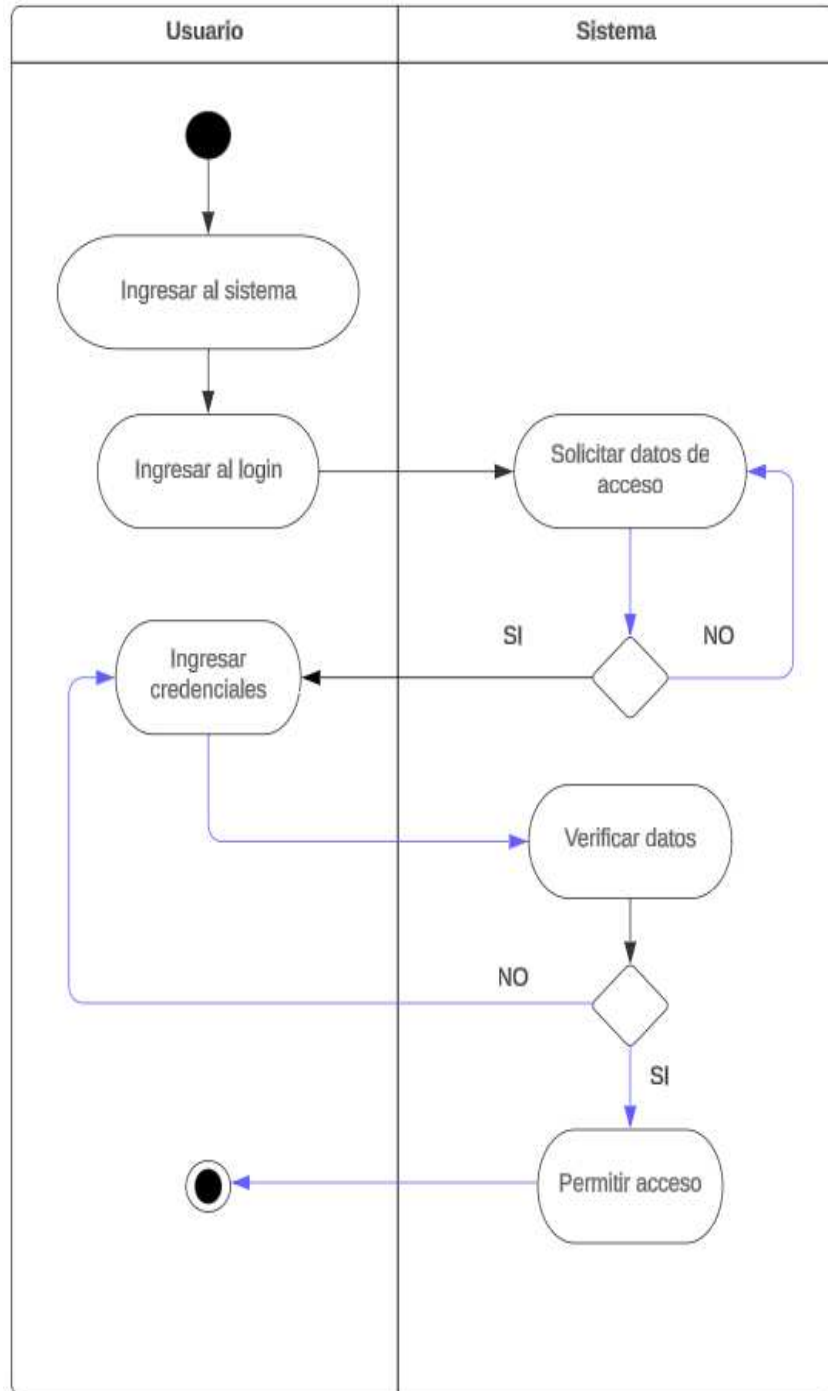 Usuario
Sistema
Ingresar al sistema
Ingresar al login
Solicitar datos de
acceso
SI
NO
Ingresar
credenciales
Verificar datos
NO
SI
Permitir acceso